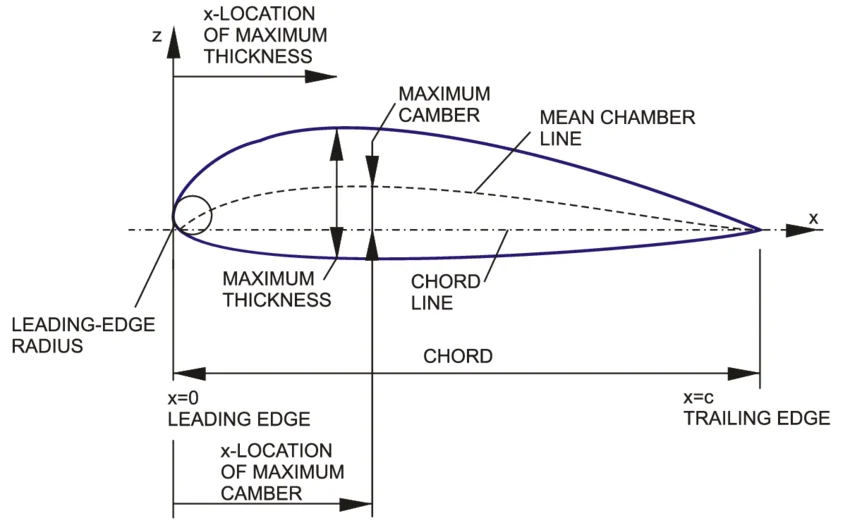 z
x-LOCATION
OF MAXIMUM
THICKNESS
MAXIMUM
CAMBER
MEAN CHAMBER
LINE
x
MAXIMUM
THICKNESS
CHORD
LINE
LEADING-EDGE
RADIUS
CHORD
x=0
LEADING EDGE
x=c
TRAILING EDGE
x-LOCATION
OF MAXIMUM
CAMBER